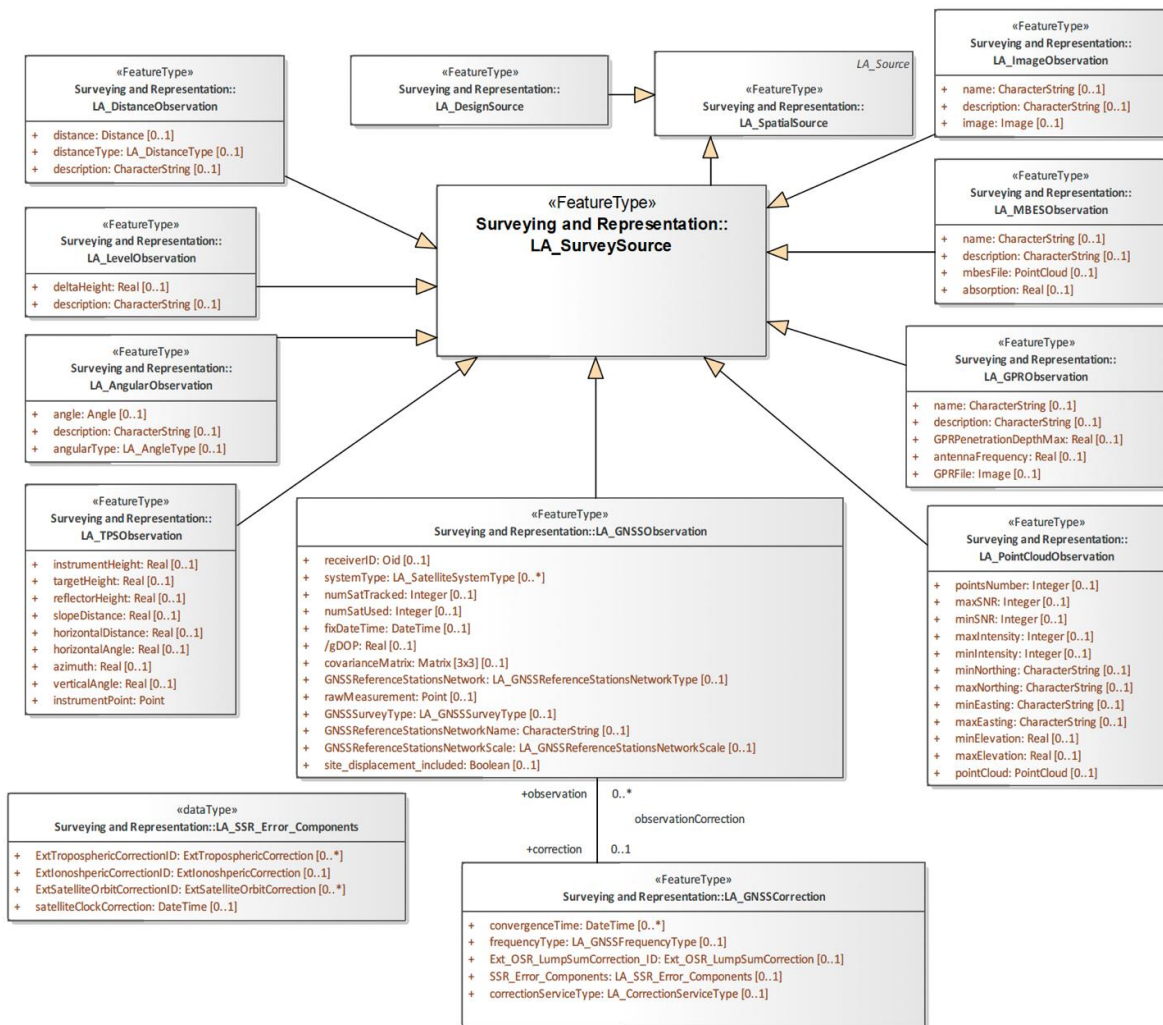 «FeatureType»
Surveying and Representation::
LA_DistanceObservation
+ distance: Distance [0..1]
+ distanceType: LA_DistanceType [0..1]
+ description: CharacterString [0..1]
«FeatureType»
Surveying and Representation::
LA_DesignSource
LA_Source
«FeatureType»
Surveying and Representation::
LA_SpatialSource
«FeatureType»
Surveying and Representation::
LA_ImageObservation
+ name: CharacterString [0..1]
+ description: CharacterString [0..1]
+ image: Image [0..1]
«FeatureType»
Surveying and Representation::
LA_SurveySource
«FeatureType»
Surveying and Representation::
LA_MBESObservation
+ name: CharacterString [0..1]
+ description: CharacterString [0..1]
+ mbesFile: PointCloud [0..1]
+ absorption: Real [0..1]
«FeatureType»
Surveying and Representation::
LA_LevelObservation
+ deltaHeight: Real [0..1]
+ description: CharacterString [0..1]
«FeatureType»
Surveying and Representation::
LA_AngularObservation
+ angle: Angle [0..1]
+ description: CharacterString [0..1]
+ angularType: LA_AngleType [0..1]
«FeatureType»
Surveying and Representation::
LA_GPRObservation
+ name: CharacterString [0..1]
+ description: CharacterString [0..1]
+ GPRPenetrationDepthMax: Real [0..1]
+ antennaFrequency: Real [0..1]
+ GPRFile: Image [0..1]
«FeatureType»
Surveying and Representation::
LA_TPSObservation
+ instrumentHeight: Real [0..1]
+ targetHeight: Real [0..1]
+ reflectorHeight: Real [0..1]
+ slopeDistance: Real [0..1]
+ horizontalDistance: Real [0..1]
+ horizontalAngle: Real [0..1]
+ azimuth: Real [0..1]
+ verticalAngle: Real [0..1]
+ instrumentPoint: Point
«FeatureType»
Surveying and Representation::LA_GNSSObservation
+ receiverID: Oid [0..1]
+ systemType: LA_SatelliteSystemType [0..*]
+ numSatTracked: Integer [0..1]
+ numSatUsed: Integer [0..1]
+ fixDateTime: DateTime [0..1]
+ /gDOP: Real [0..1]
+ covarianceMatrix: Matrix [3x3] [0..1]
+ GNSSReferenceStationsNetwork: LA_GNSSReferenceStationsNetworkType [0..1]
+ rawMeasurement: Point [0..1]
+ GNSSSurveyType: LA_GNSSSurveyType [0..1]
+ GNSSReferenceStationsNetworkName: CharacterString [0..1]
+ GNSSReferenceStationsNetworkScale: LA_GNSSReferenceStationsNetworkScale [0..1]
+ site_displacement_included: Boolean [0..1]
«FeatureType»
Surveying and Representation::
LA_PointCloudObservation
+ pointsNumber: Integer [0..1]
+ maxSNR: Integer [0..1]
+ minSNR: Integer [0..1]
+ maxIntensity: Integer [0..1]
+ minIntensity: Integer [0..1]
+ minNorthing: CharacterString [0..1]
+ maxNorthing: CharacterString [0..1]
+ minEasting: CharacterString [0..1]
+ maxEasting: CharacterString [0..1]
+ minElevation: Real [0..1]
+ maxElevation: Real [0..1]
+ pointCloud: PointCloud [0..1]
+observation 0..*
observationCorrection
+correction 0..1
«dataType»
Surveying and Representation::LA_SSR_Error_Components
+ ExtTroposphericCorrectionID: ExtTroposphericCorrection [0..*]
+ ExtIonoshpericCorrectionID: ExtIonoshpericCorrection [0..1]
+ ExtSatelliteOrbitCorrectionID: ExtSatelliteOrbitCorrection [0..*]
+ satelliteClockCorrection: DateTime [0..1]
«FeatureType»
Surveying and Representation::LA_GNSSCorrection
+ convergenceTime: DateTime [0..*]
+ frequencyType: LA_GNSSFrequencyType [0..1]
+ Ext_OSR_LumpSumCorrection_ID: Ext_OSR_LumpSumCorrection [0..1]
+ SSR_Error_Components: LA_SSR_Error_Components [0..1]
+ correctionServiceType: LA_CorrectionServiceType [0..1]